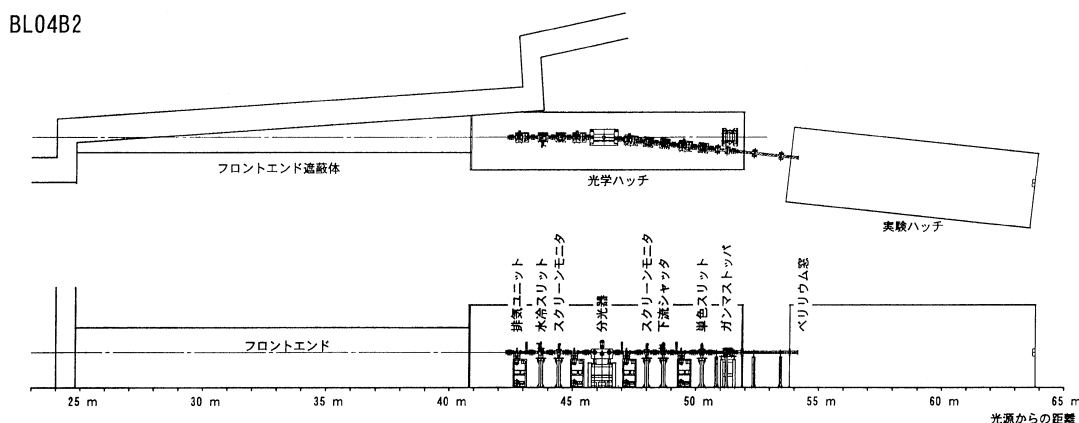 BL04B2
フロントエンド遮蔽体
光学ハッチ
実験ハッチ
排気ユニット
水冷スリット
スクリーンモニタ
分光器
スクリーンモニタ
下流シャッタ
単色スリット
ガンマストッパ
ベリリウム窓
フロントエンド
25 m 30 m 40 m 45 m 50 m 55 m 60 m 65 m
光源からの距離